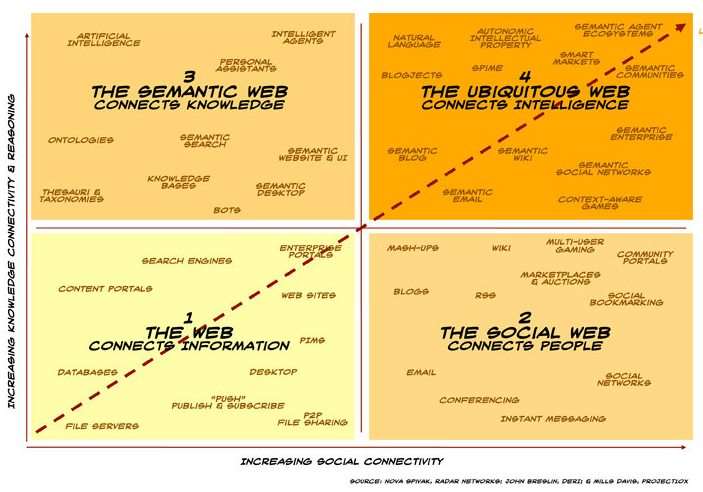 INCREASING KNOWLEDGE CONNECTIVITY & REASONING
ARTIFICIAL
INTELLIGENCE
INTELLIGENT
AGENTS
PERSONAL
ASSISTANTS
3
THE SEMANTIC WEB
CONNECTS KNOWLEDGE
ONTOLOGIES
SEMANTIC
SEARCH
SEMANTIC
WEBSITE & UI
THESAURI &
TAXONOMIES
KNOWLEDGE
BASES
SEMANTIC
DESKTOP
BOTS
NATURAL
LANGUAGE
AUTONOMIC
INTELLECTUAL
PROPERTY
SEMANTIC AGENT
ECOSYSTEMS
SMART
MARKETS
BLOGJECTS
SPIME
SEMANTIC
COMMUNITIES
4
THE UBIQUITOUS WEB
CONNECTS INTELLIGENCE
SEMANTIC
ENTERPRISE
SEMANTIC
BLOG
SEMANTIC
WIKI
SEMANTIC
SOCIAL NETWORKS
SEMANTIC
EMAIL
CONTEXT-AWARE
GAMES
ENTERPRISE
PORTALS
SEARCH ENGINES
CONTENT PORTALS
WEB SITES
1
THE WEB
CONNECTS INFORMATION
PIMS
DATABASES
DESKTOP
"PUSH"
PUBLISH & SUBSCRIBE
FILE SERVERS
P2P
FILE SHARING
MASH-UPS
WIKI
MULTI-USER
GAMING
COMMUNITY
PORTALS
MARKETPLACES
& AUCTIONS
BLOGS
RSS
SOCIAL
BOOKMARKING
2
THE SOCIAL WEB
CONNECTS PEOPLE
EMAIL
SOCIAL
NETWORKS
CONFERENCING
INSTANT MESSAGING
INCREASING SOCIAL CONNECTIVITY
SOURCE: NOVA SPIVAK, RADAR NETWORKS; JOHN BRESLIN, DERI; & MILLS DAVIS, PROJECT10X